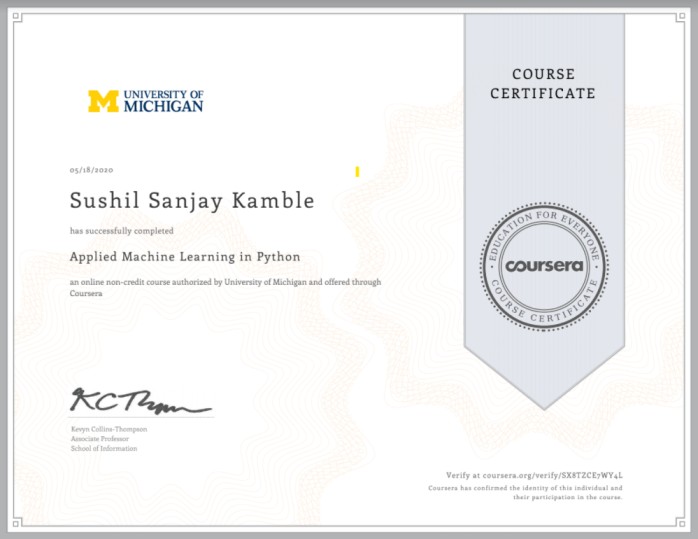 UNIVERSITY OF
MICHIGAN
COURSE
CERTIFICATE
05/18/2020
Sushil Sanjay Kamble
has successfully completed
Applied Machine Learning in Python
an online non-credit course authorized by University of Michigan and offered through
Coursera
EDUCATION FOR EVERYONE
coursera
COURSE CERTIFICATE
Kevyn Collins-Thompson
Associate Professor
School of Information
Verify at coursera.org/verify/SX8TZCE7WY4L
Coursera has confirmed the identity of this individual and
their participation in the course.